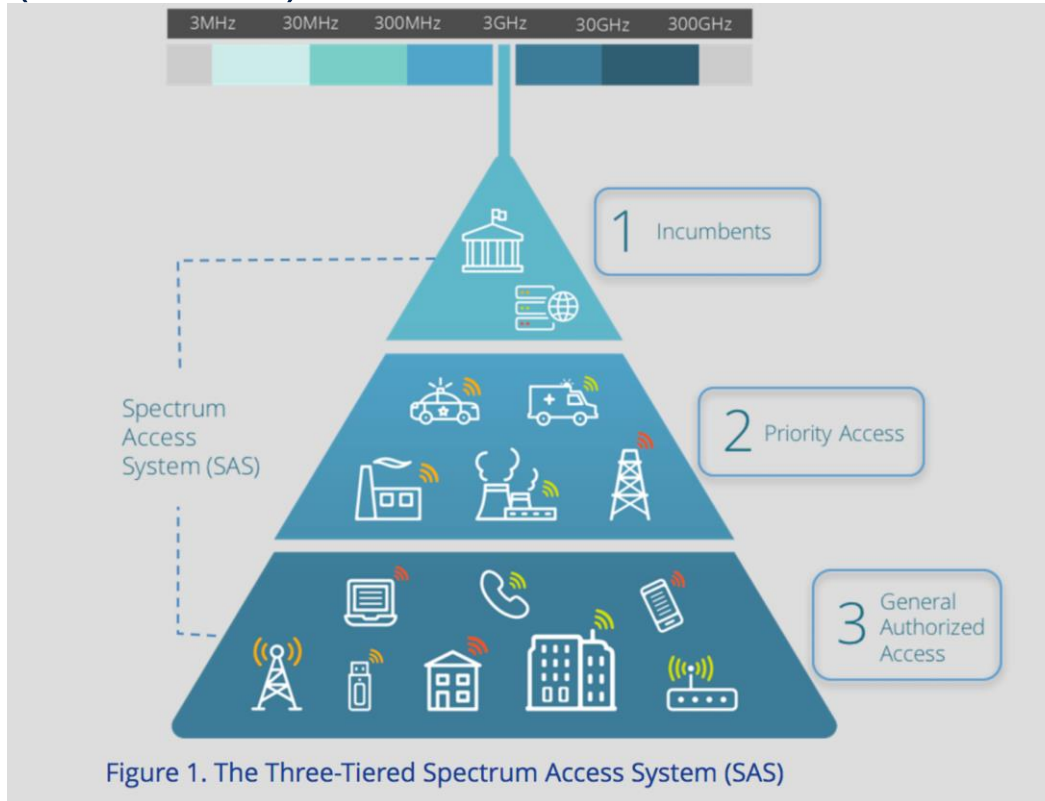 3MHz 30MHz 300MHz 3GHz 30GHz 300GHz
1 Incumbents
Spectrum
Access
System (SAS)
2 Priority Access
3 General
Authorized
Access
Figure 1. The Three-Tiered Spectrum Access System (SAS)